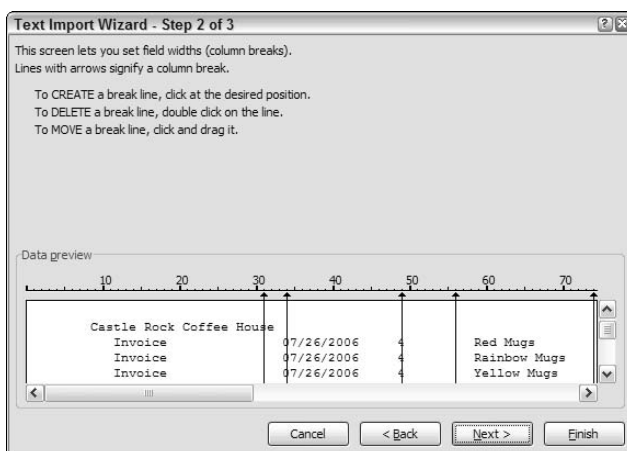 Text Import Wizard - Step 2 of 3
This screen lets you set field widths (column breaks).
Lines with arrows signify a column break.
To CREATE a break line, click at the desired position.
To DELETE a break line, double click on the line.
To MOVE a break line, click and drag it.
Data preview
10 20 30 40 50 60 70
Castle Rock Coffee House
Invoice 07/26/2006 4 Red Mugs
Invoice 07/26/2006 4 Rainbow Mugs
Invoice 07/26/2006 4 Yellow Mugs
Cancel < Back Next > Finish